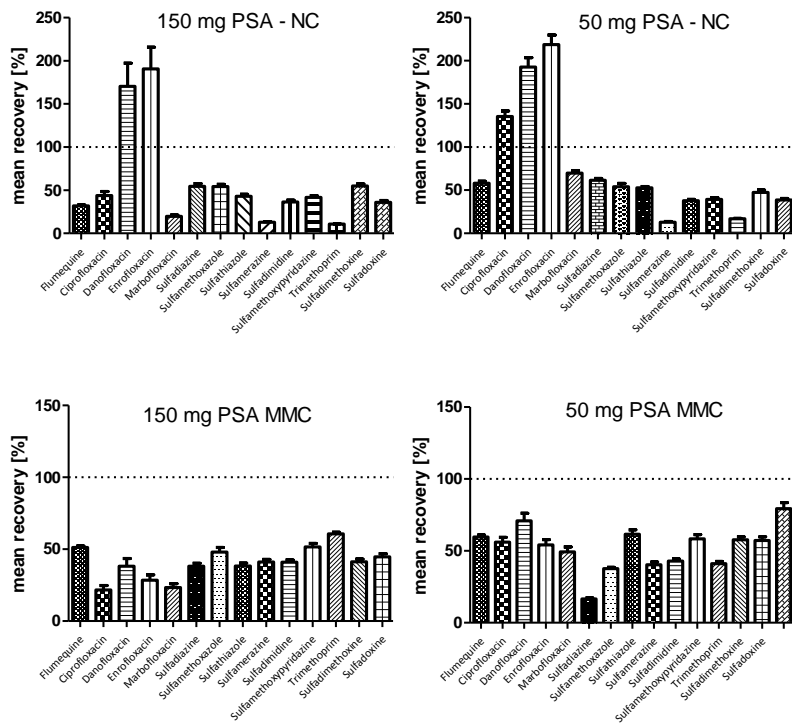 150 mg PSA - NC
mean recovery [%]
250
200
150
100
50
0
Flumequine
Ciprofloxacin
Danofloxacin
Enrofloxacin
Marbofloxacin
Sulfadiazine
Sulfamethoxazole
Sulfathiazole
Sulfamerazine
Sulfadimidine
Sulfamethoxypyridazine
Trimethoprim
Sulfadimethoxine
Sulfadoxine
50 mg PSA - NC
mean recovery [%]
250
200
150
100
50
0
Flumequine
Ciprofloxacin
Danofloxacin
Enrofloxacin
Marbofloxacin
Sulfadiazine
Sulfamethoxazole
Sulfathiazole
Sulfamerazine
Sulfadimidine
Sulfamethoxypyridazine
Trimethoprim
Sulfadimethoxine
Sulfadoxine
150 mg PSA MMC
mean recovery [%]
150
100
50
0
Flumequine
Ciprofloxacin
Danofloxacin
Enrofloxacin
Marbofloxacin
Sulfadiazine
Sulfamethoxazole
Sulfathiazole
Sulfamerazine
Sulfadimidine
Sulfamethoxypyridazine
Trimethoprim
Sulfadimethoxine
Sulfadoxine
50 mg PSA MMC
mean recovery [%]
150
100
50
0
Flumequine
Ciprofloxacin
Danofloxacin
Enrofloxacin
Marbofloxacin
Sulfadiazine
Sulfamethoxazole
Sulfathiazole
Sulfamerazine
Sulfadimidine
Sulfamethoxypyridazine
Trimethoprim
Sulfadimethoxine
Sulfadoxine